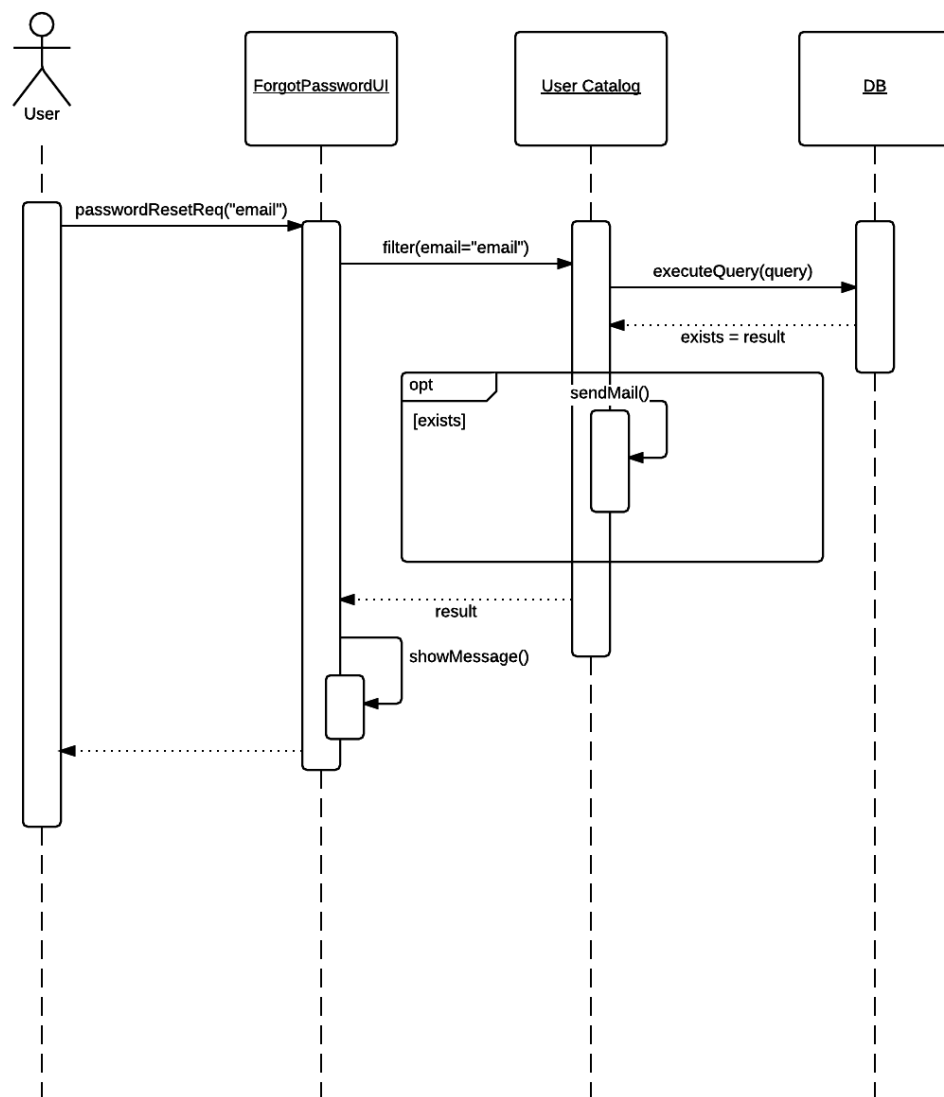 User
ForgotPasswordUI
User Catalog
DB
passwordResetReq("email")
filter(email="email")
executeQuery(query)
exists = result
opt
sendMail()
[exists]
result
showMessage()